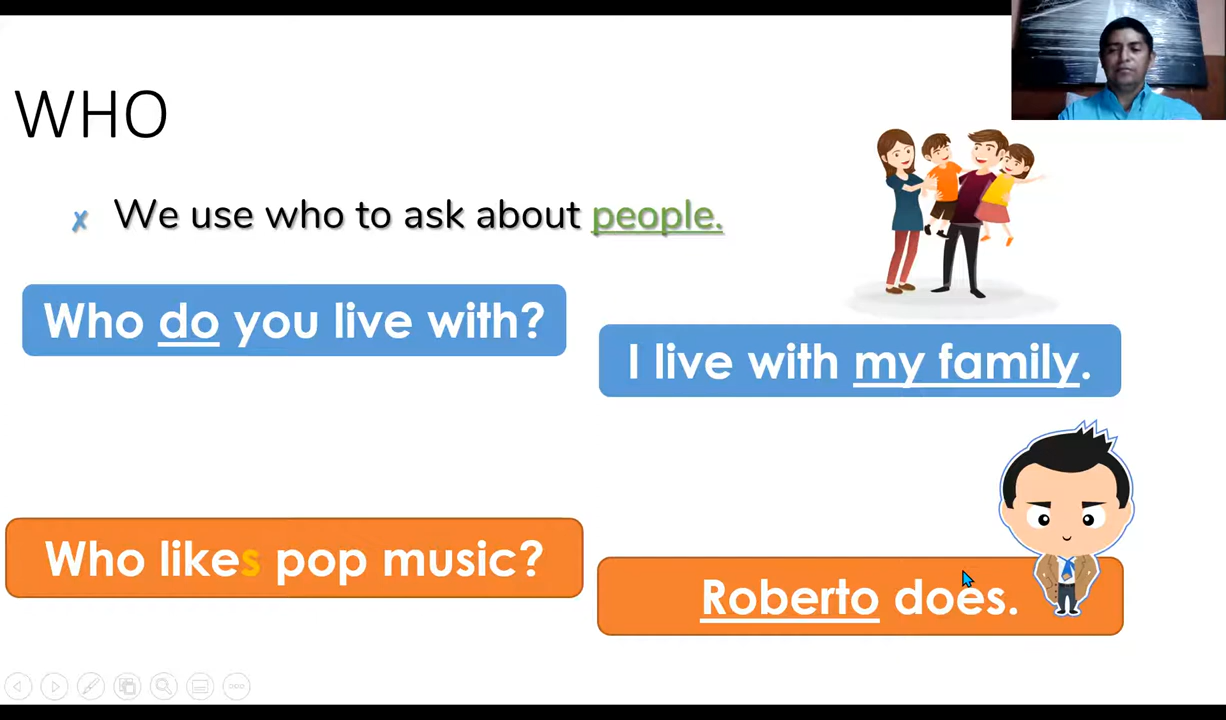 WHO
We use who to ask about people.
Who do you live with?
I live with my family.
Who likes pop music?
Roberto does.